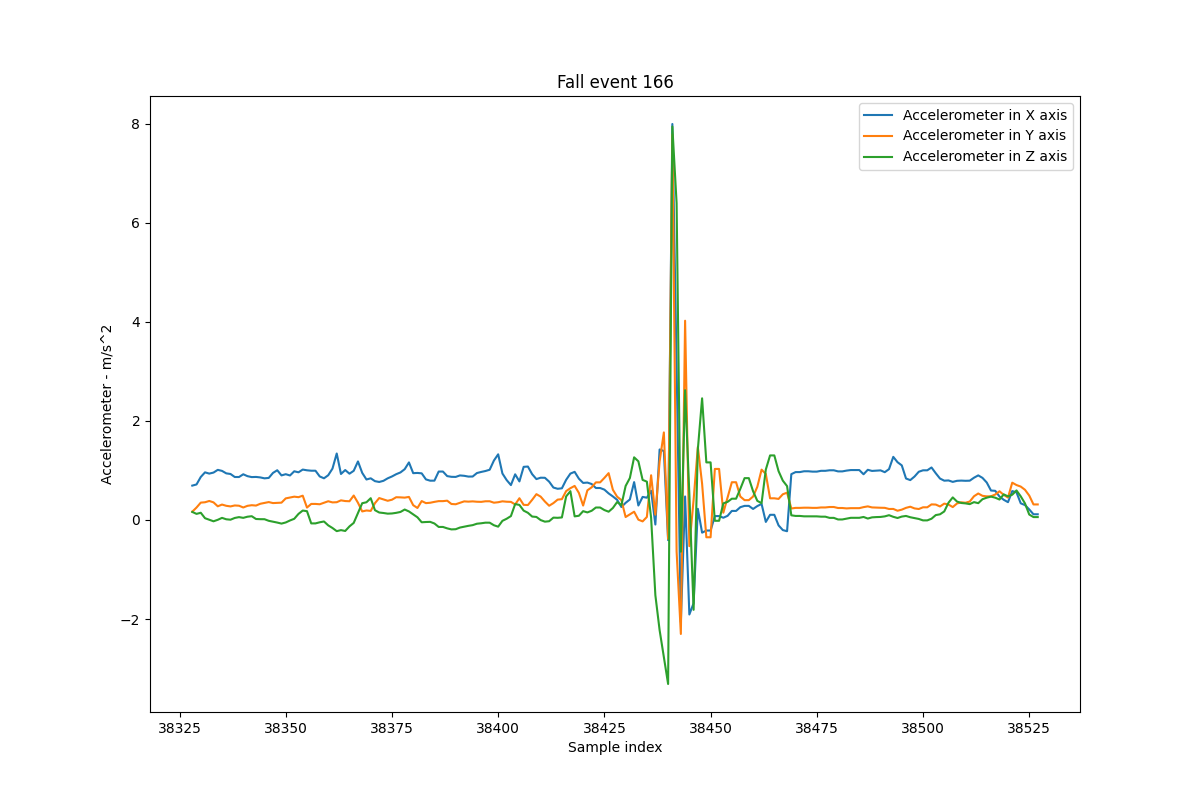 Fall event 166
Accelerometer in X axis
Accelerometer in Y axis
Accelerometer in Z axis
Accelerometer - m/s^2
8
6
4
2
0
−2
38325 38350 38375 38400 38425 38450 38475 38500 38525
Sample index